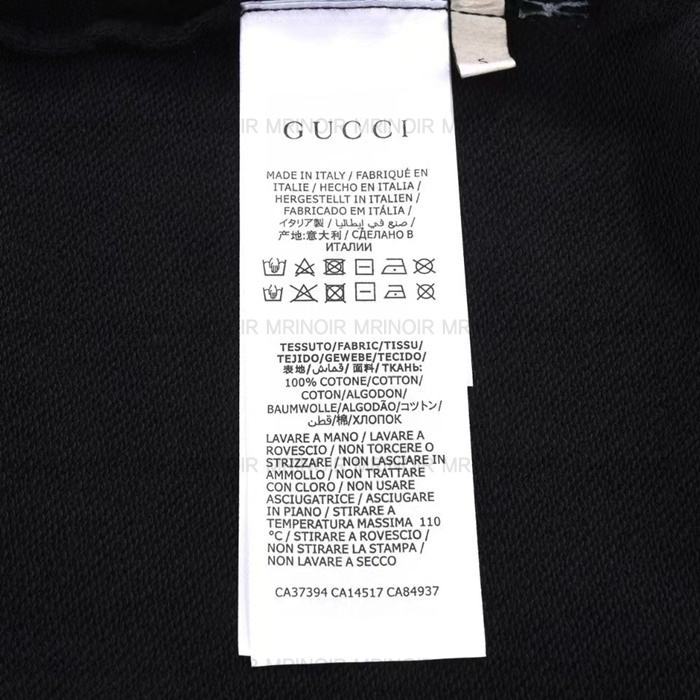 S
GUCCI
MRINOIR MRINOIR MRINOIR
MADE IN ITALY / FABRIQUÉ EN
ITALIE / HECHO EN ITALIA /
HERGESTELLT IN ITALIEN /
FABRICADO EM ITÁLIA /
イタリア製 / صنع في إيطاليا /
产地:意大利 / СДЕЛАНО В
ИТАЛИИ
MRINOIR MRINOIR MRINOIR
TESSUTO/FABRIC/TISSU/
TEJIDO/GEWEBE/TECIDO/
表地/قماش/ 面料/ ТКАНЬ:
100% COTONE/COTTON/
COTON/ALGODON/
BAUMWOLLE/ALGODÃO/コットン/
قطن/棉/ХЛОПОК
LAVARE A MANO / LAVARE A
ROVESCIO / NON TORCERE O
STRIZZARE / NON LASCIARE IN
AMMOLLO / NON TRATTARE
CON CLORO / NON USARE
ASCIUGATRICE / ASCIUGARE
IN PIANO / STIRARE A
TEMPERATURA MASSIMA 110
°C / STIRARE A ROVESCIO /
NON STIRARE LA STAMPA /
NON LAVARE A SECCO
CA37394 CA14517 CA84937